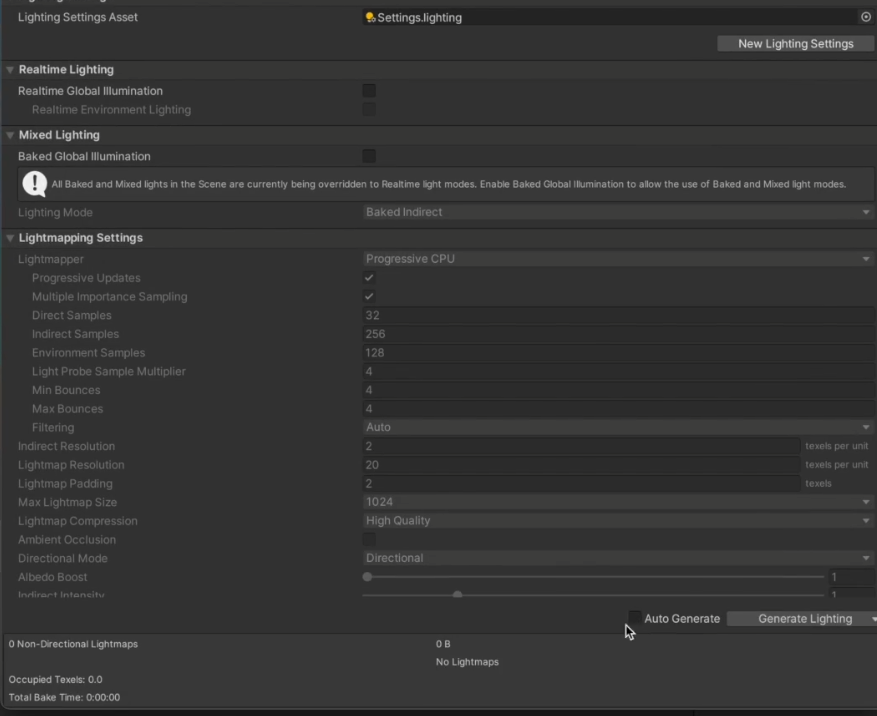 Lighting Settings Asset Settings.lighting
New Lighting Settings
Realtime Lighting
Realtime Global Illumination
Realtime Environment Lighting
Mixed Lighting
Baked Global Illumination
All Baked and Mixed lights in the Scene are currently being overridden to Realtime light modes. Enable Baked Global Illumination to allow the use of Baked and Mixed light modes.
Lighting Mode Baked Indirect
Lightmapping Settings
Lightmapper Progressive CPU
Progressive Updates
Multiple Importance Sampling
Direct Samples 32
Indirect Samples 256
Environment Samples 128
Light Probe Sample Multiplier 4
Min Bounces 4
Max Bounces 4
Filtering Auto
Indirect Resolution 2 texels per unit
Lightmap Resolution 20 texels per unit
Lightmap Padding 2 texels
Max Lightmap Size 1024
Lightmap Compression High Quality
Ambient Occlusion
Directional Mode Directional
Albedo Boost 1
Indirect Intensity 1
Auto Generate Generate Lighting
0 Non-Directional Lightmaps 0 B
No Lightmaps
Occupied Texels: 0.0
Total Bake Time: 0:00:00